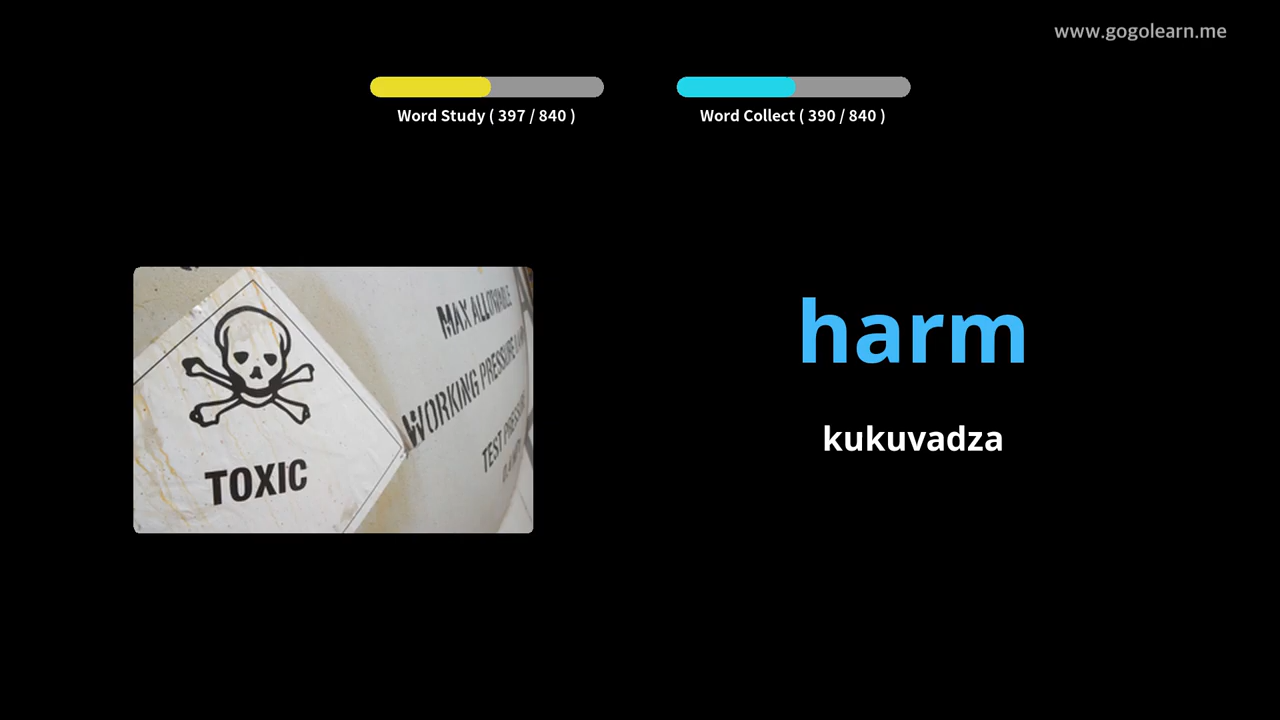 www.gogolearn.me
Word Study ( 397 / 840 )
Word Collect ( 390 / 840 )
harm
kukuvadza
TOXIC
MAX ALLOWABLE
WORKING PRESSURE
TEST PRESSURE